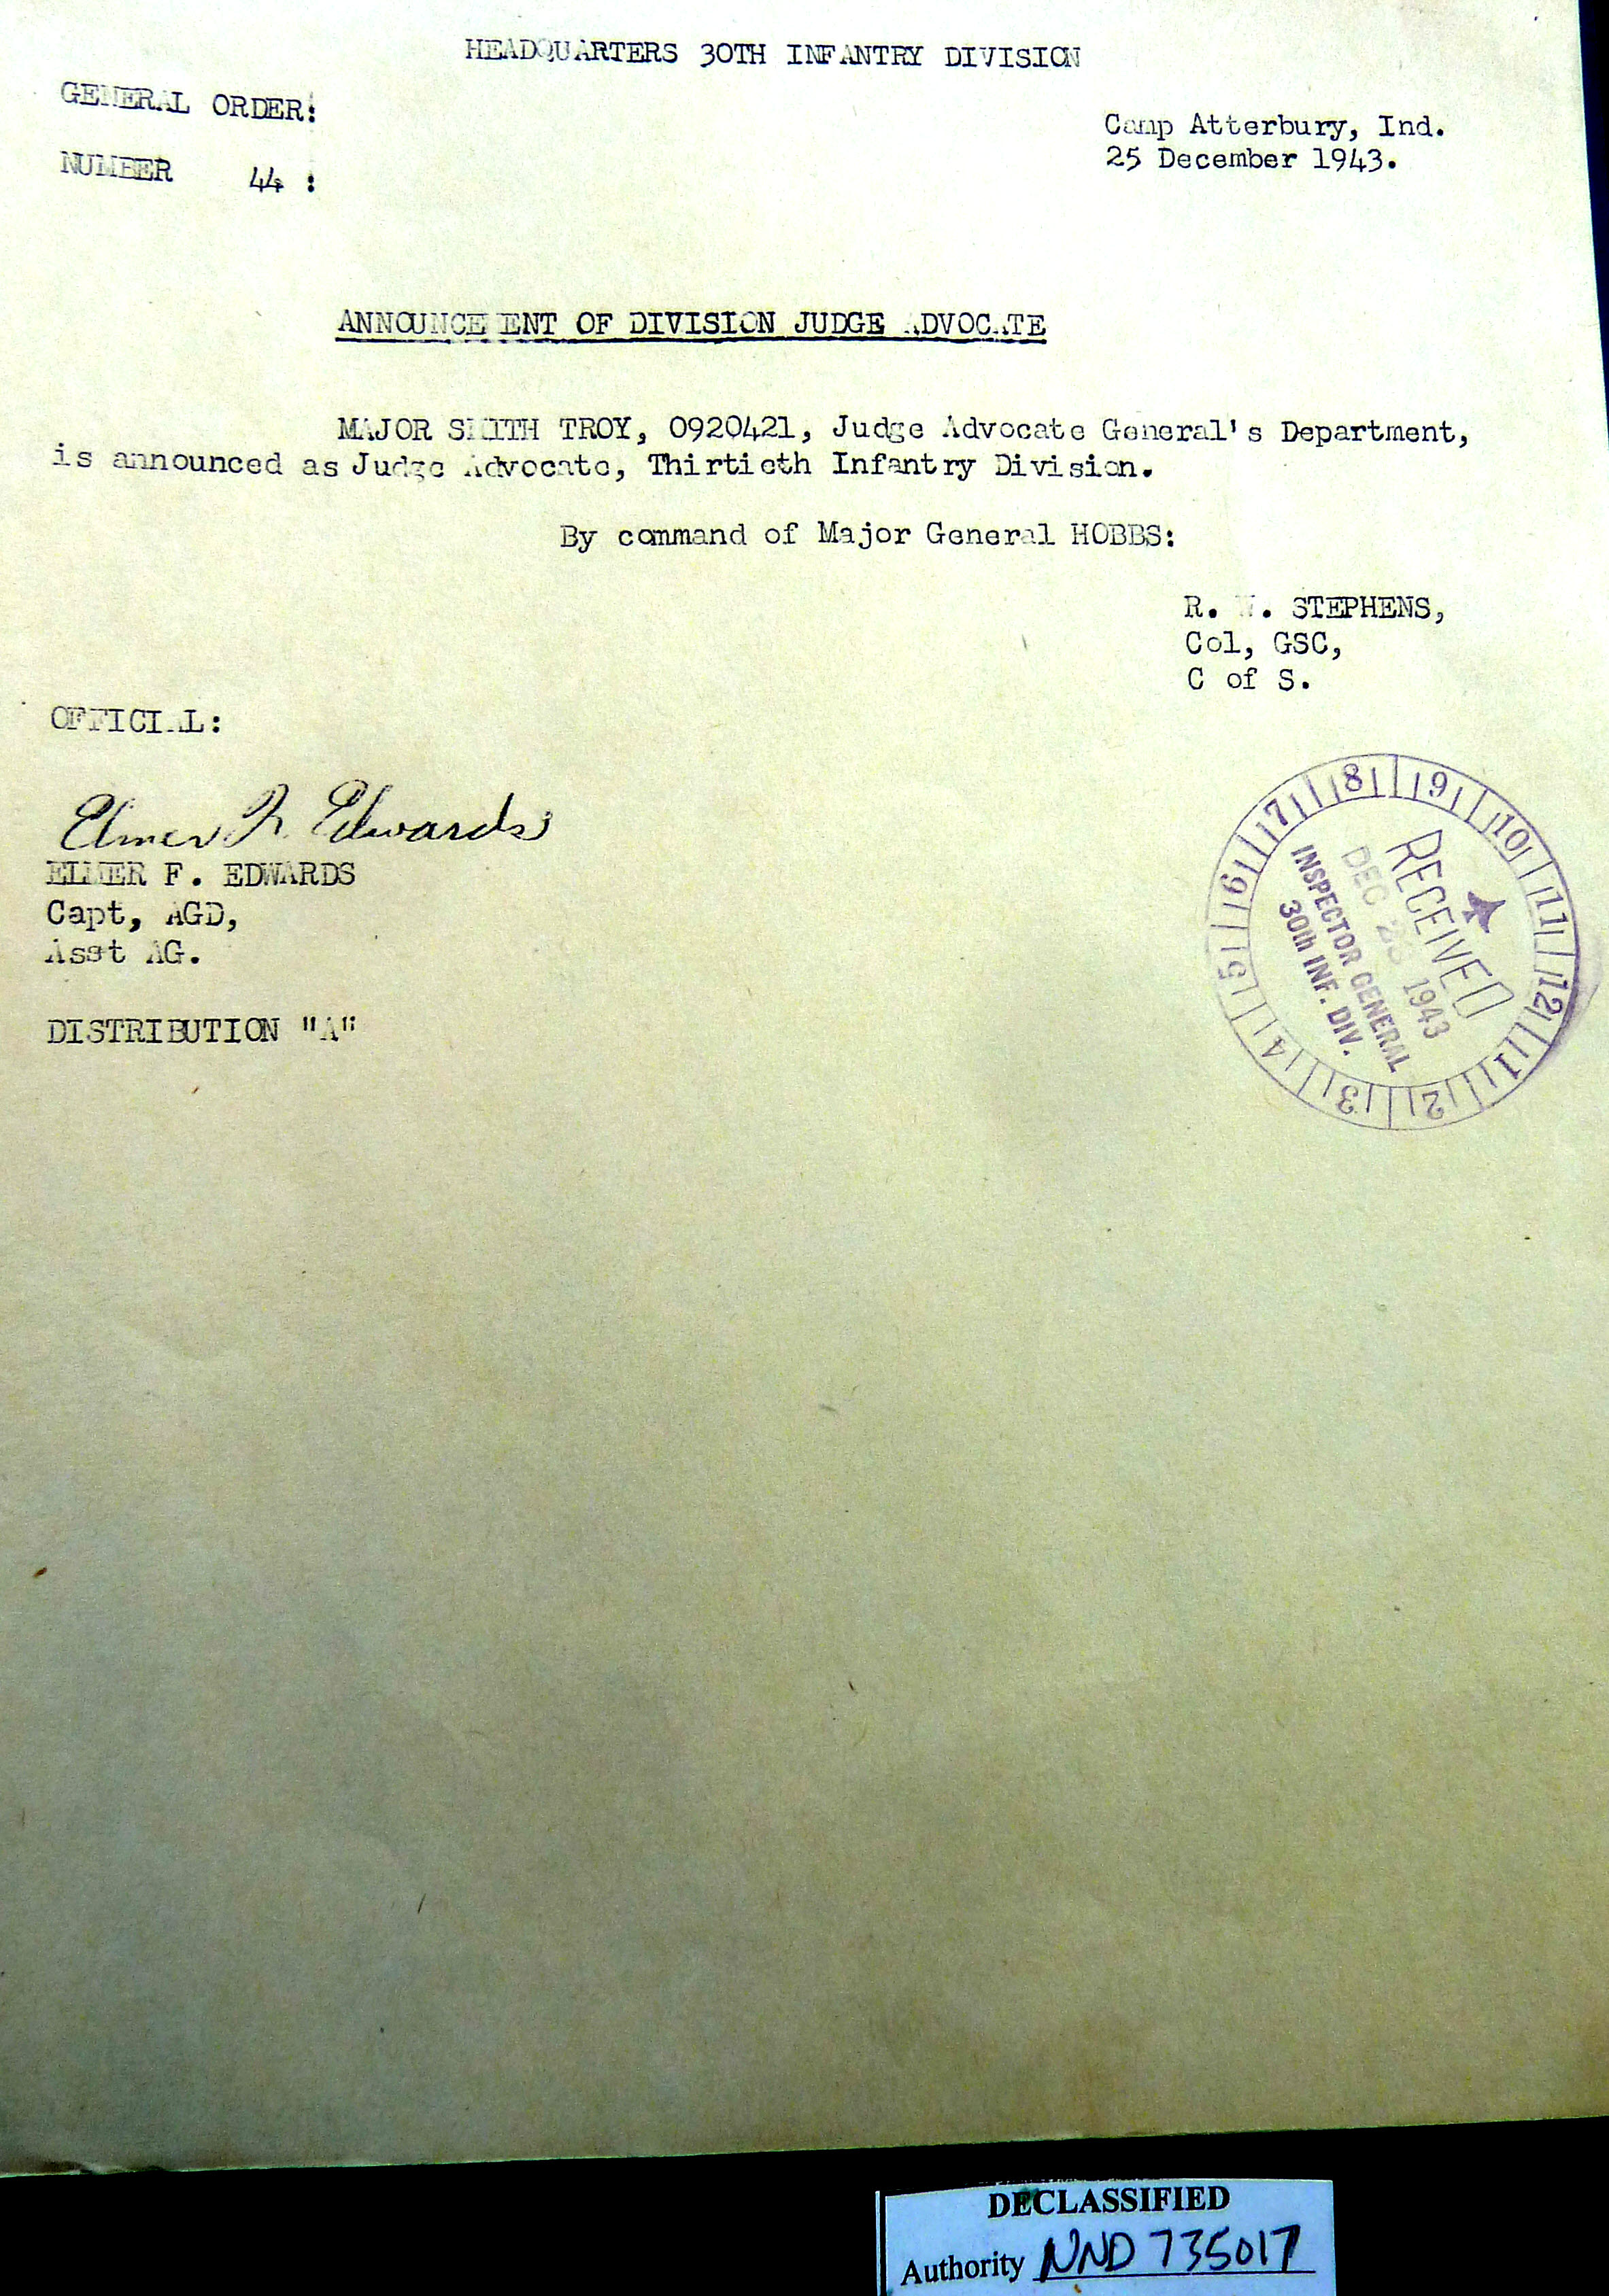 HEADQUARTERS 30TH INFANTRY DIVISION
GENERAL ORDER:
NUMBER 44 :
Camp Atterbury, Ind.
25 December 1943.
ANNOUNCEMENT OF DIVISION JUDGE ADVOCATE
MAJOR SMITH TROY, 0920421, Judge Advocate General's Department,
is announced as Judge Advocate, Thirtieth Infantry Division.
By command of Major General HOBBS:
R. W. STEPHENS,
Col, GSC,
C of S.
OFFICIAL:
Elmer F. Edwards
ELMER F. EDWARDS
Capt, AGD,
Asst AG.
DISTRIBUTION "A"
RECEIVED
DEC 1943
INSPECTOR GENERAL
30th INF. DIV.
1 2 3 4 5 6 7 8 9 10 11 12
DECLASSIFIED
Authority NND 735017